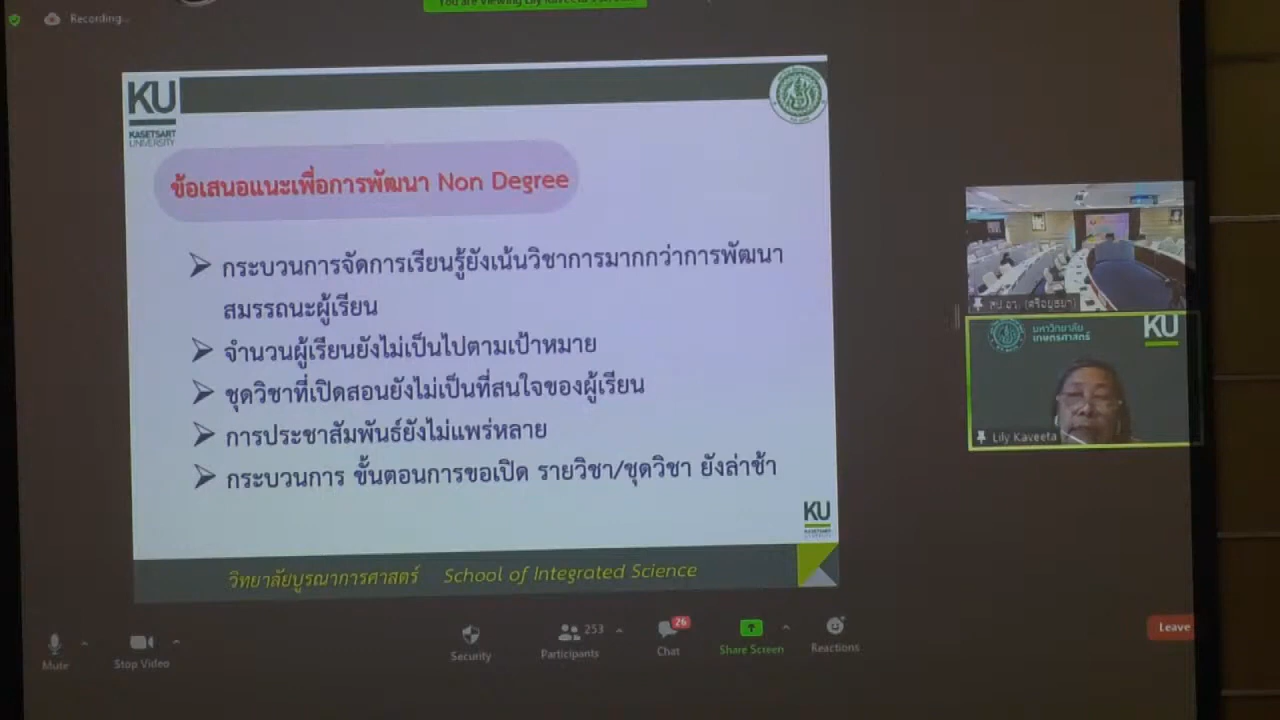 Recording...
You are viewing Lily Kaveeta's screen
KU
KASETSART
UNIVERSITY
ข้อเสนอแนะเพื่อการพัฒนา Non Degree
กระบวนการจัดการเรียนรู้ยังเน้นวิชาการมากกว่าการพัฒนา
สมรรถนะผู้เรียน
จำนวนผู้เรียนยังไม่เป็นไปตามเป้าหมาย
ชุดวิชาที่เปิดสอนยังไม่เป็นที่สนใจของผู้เรียน
การประชาสัมพันธ์ยังไม่แพร่หลาย
กระบวนการ ขั้นตอนการขอเปิด รายวิชา/ชุดวิชา ยังล่าช้า
KU
วิทยาลัยบูรณาการศาสตร์ School of Integrated Science
(ศรีอยุธยา)
มหาวิทยาลัย
เกษตรศาสตร์
KU
Lily Kaveeta
Mute
Stop Video
Security
253
Participants
26
Chat
Share Screen
Reactions
Leave